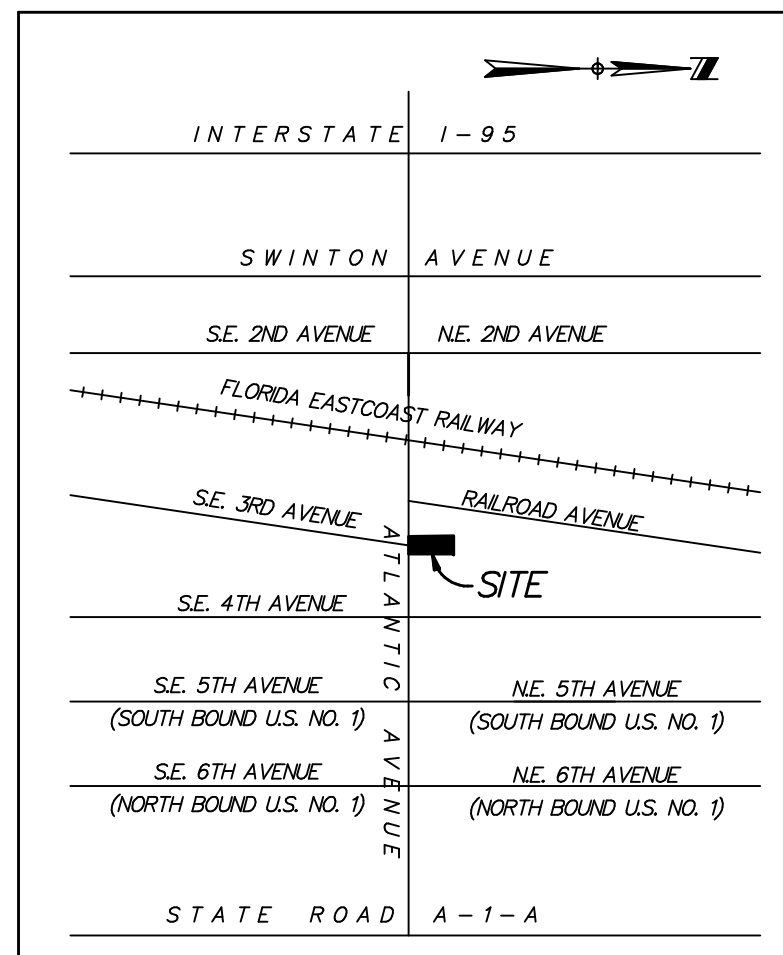 N
INTERSTATE I-95
SWINTON AVENUE
S.E. 2ND AVENUE N.E. 2ND AVENUE
FLORIDA EASTCOAST RAILWAY
S.E. 3RD AVENUE RAILROAD AVENUE
ATLANTIC AVENUE
SITE
S.E. 4TH AVENUE
S.E. 5TH AVENUE N.E. 5TH AVENUE
(SOUTH BOUND U.S. NO. 1) (SOUTH BOUND U.S. NO. 1)
S.E. 6TH AVENUE N.E. 6TH AVENUE
(NORTH BOUND U.S. NO. 1) (NORTH BOUND U.S. NO. 1)
STATE ROAD A-1-A